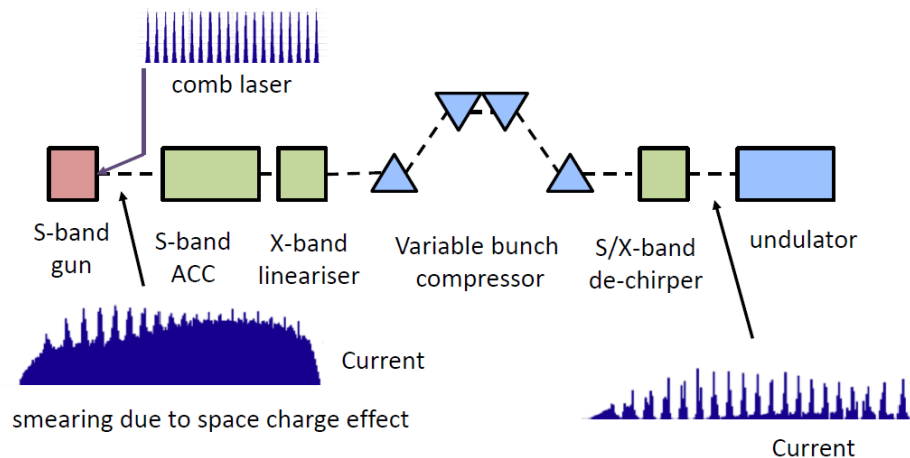 comb laser
S-band
gun
S-band
ACC
X-band
lineariser
Variable bunch
compressor
S/X-band
de-chirper
undulator
Current
smearing due to space charge effect
Current